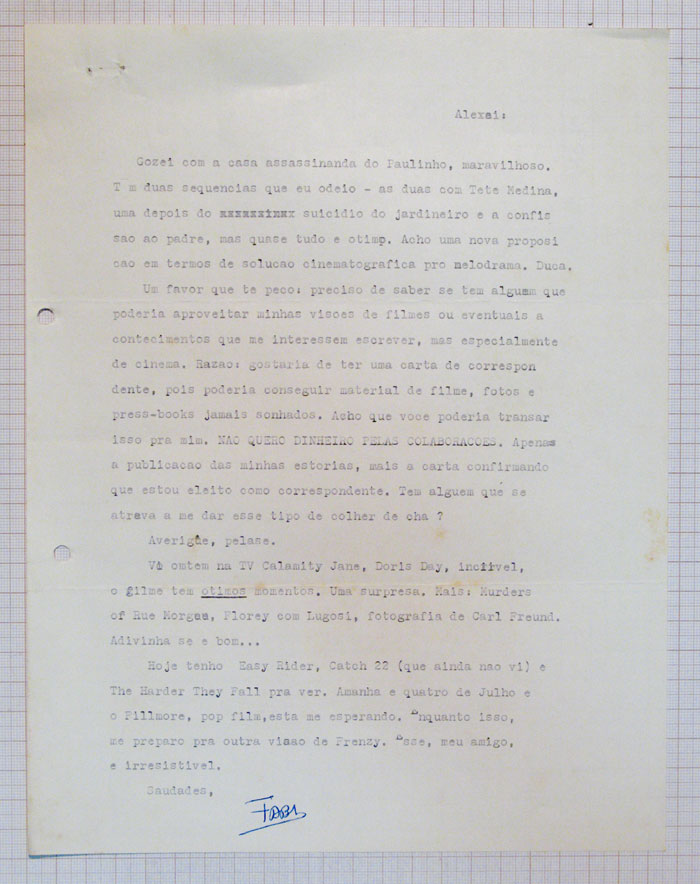 Alexei:
Gozei com a casa assassinanda do Paulinho, maravilhoso.
T m duas sequencias que eu odeio - as duas com Tete Medina,
uma depois do xxxxxxixxx suicidio do jardineiro e a confis
sao ao padre, mas quase tudo e otimp. Acho uma nova proposi
cao em termos de solucao cinematografica pro melodrama. Duca.
Um favor que te peco: preciso de saber se tem algumm que
poderia aproveitar minhas visoes de filmes ou eventuais a
contecimentos que me interessem escrever, mas especialmente
de cinema. Razao: gostaria de ter uma carta de correspon
dente, pois poderia conseguir material de filme, fotos e
press-books jamais sonhados. Acho que voce poderia transar
isso pra mim. NAO QUERO DINHEIRO PELAS COLABORACOES. Apenas
a publicacao das minhas estorias, mais a carta confirmando
que estou eleito como correspondente. Tem alguem que se
atrava a me dar esse tipo de colher de cha ?
Averigue, pelase.
Vi omtem na TV Calamity Jane, Doris Day, incrivel,
o gilme tem otimos momentos. Uma surpresa. Mais: Murders
of Rue Morgue, Florey com Lugosi, fotografia de Carl Freund.
Adivinha se e bom...
Hoje tenho Easy Rider, Catch 22 (que ainda nao vi) e
The Harder They Fall pra ver. Amanha e quatro de Julho e
o Fillmore, pop film,esta me esperando. Enquanto isso,
me preparo pra outra visao de Frenzy. Esse, meu amigo,
e irresistivel.
Saudades,